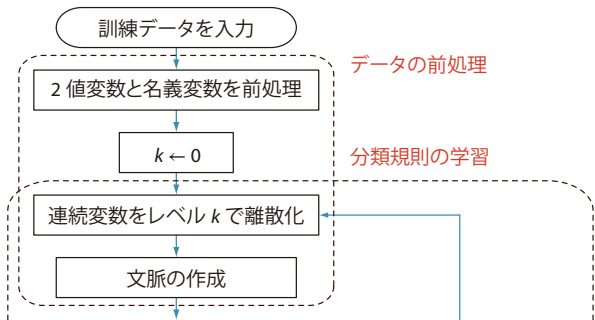 訓練データを入力
データの前処理
2 値変数と名義変数を前処理
k ← 0
分類規則の学習
連続変数をレベル k で離散化
文脈の作成